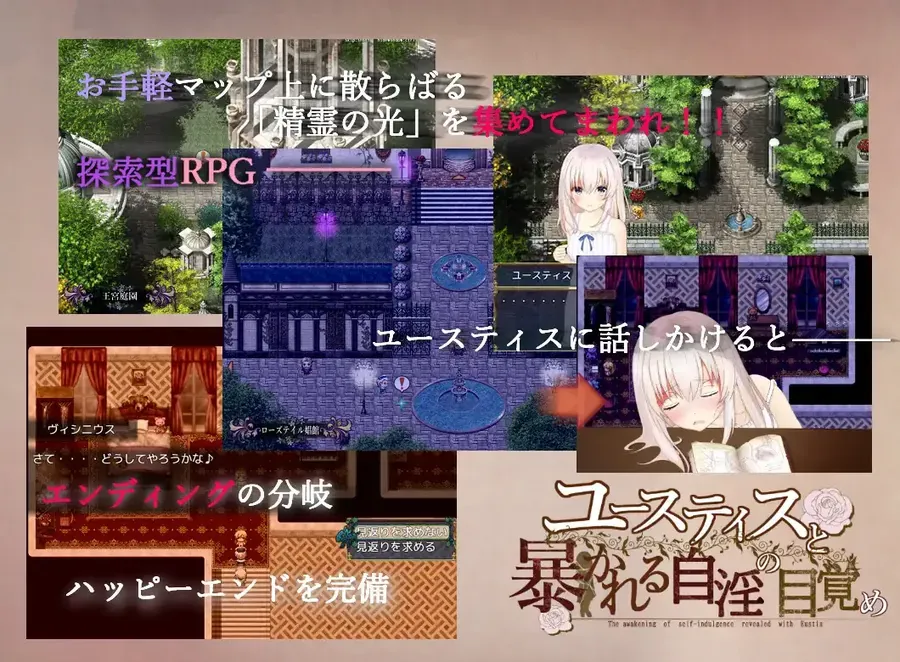 お手軽マップ上に散らばる
「精霊の光」を集めてまわれ！！
探索型RPG
王宮庭園
ユースティス
・・・・・・・
ユースティスに話しかけると
ローズテイル娼館
ヴィシニウス
さて・・・・どうしてやろうかな♪
エンディングの分岐
見返りを求めない
見返りを求める
ハッピーエンドを完備
ユースティスと
暴かれる自淫の目覚め
The awakening of self-indulgence revealed with Eustis